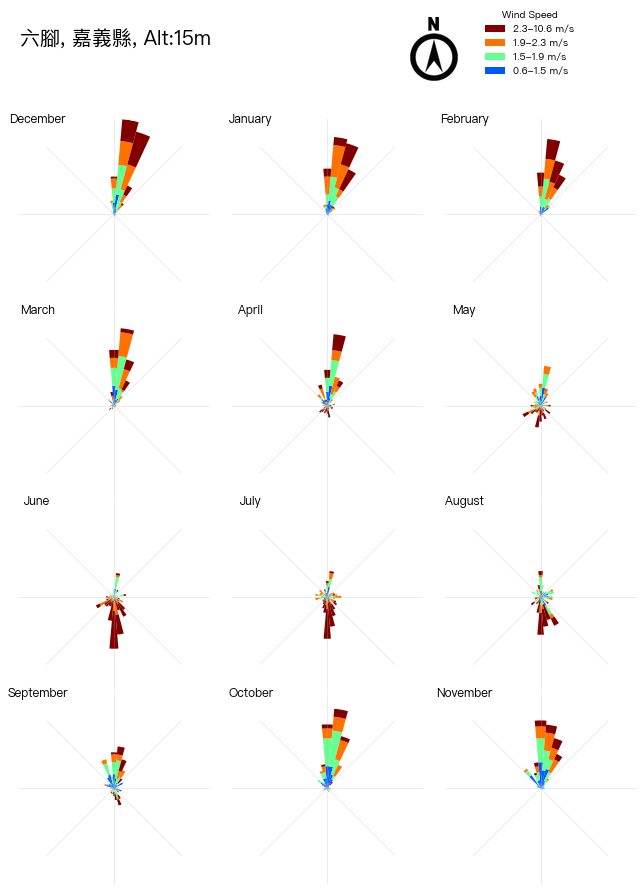 六腳, 嘉義縣, Alt:15m
N
Wind Speed
2.3–10.6 m/s
1.9–2.3 m/s
1.5–1.9 m/s
0.6–1.5 m/s
December
January
February
March
April
May
June
July
August
September
October
November